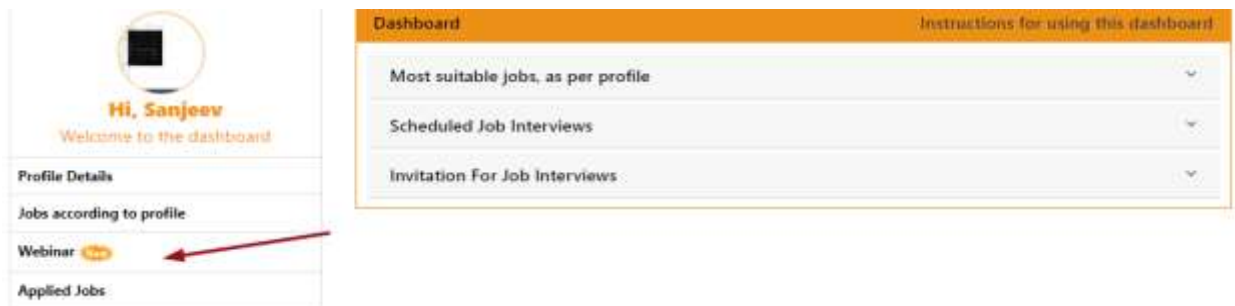 Hi, Sanjeev
Welcome to the dashboard
Profile Details
Jobs according to profile
Webinar New
Applied Jobs
Dashboard
Instructions for using this dashboard
Most suitable jobs, as per profile
Scheduled Job Interviews
Invitation For Job Interviews